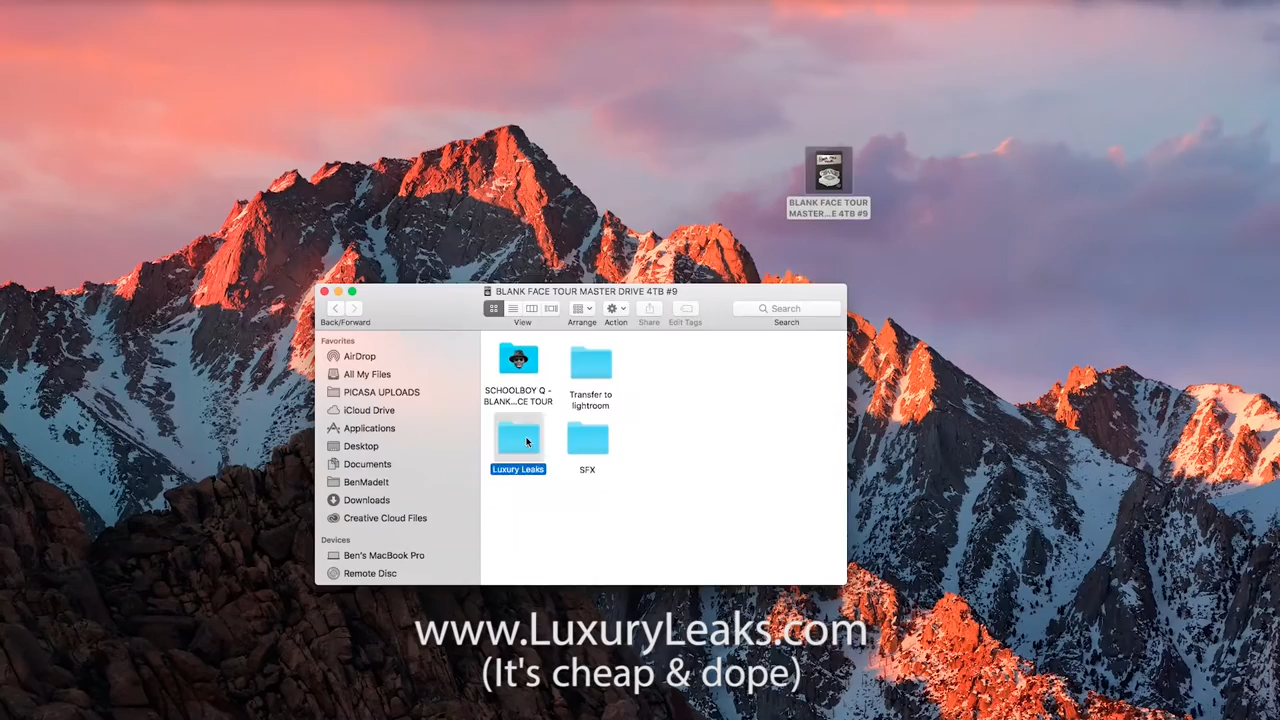 BLANK FACE TOUR
MASTER...E 4TB #9
BLANK FACE TOUR MASTER DRIVE 4TB #9
Search
Back/Forward
View
Arrange
Action
Share
Edit Tags
Search
Favorites
AirDrop
All My Files
PICASA UPLOADS
iCloud Drive
Applications
Desktop
Documents
BenMadeIt
Downloads
Creative Cloud Files
Devices
Ben's MacBook Pro
Remote Disc
SCHOOLBOY Q -
BLANK...CE TOUR
Transfer to
lightroom
Luxury Leaks
SFX
www.LuxuryLeaks.com
(It's cheap & dope)